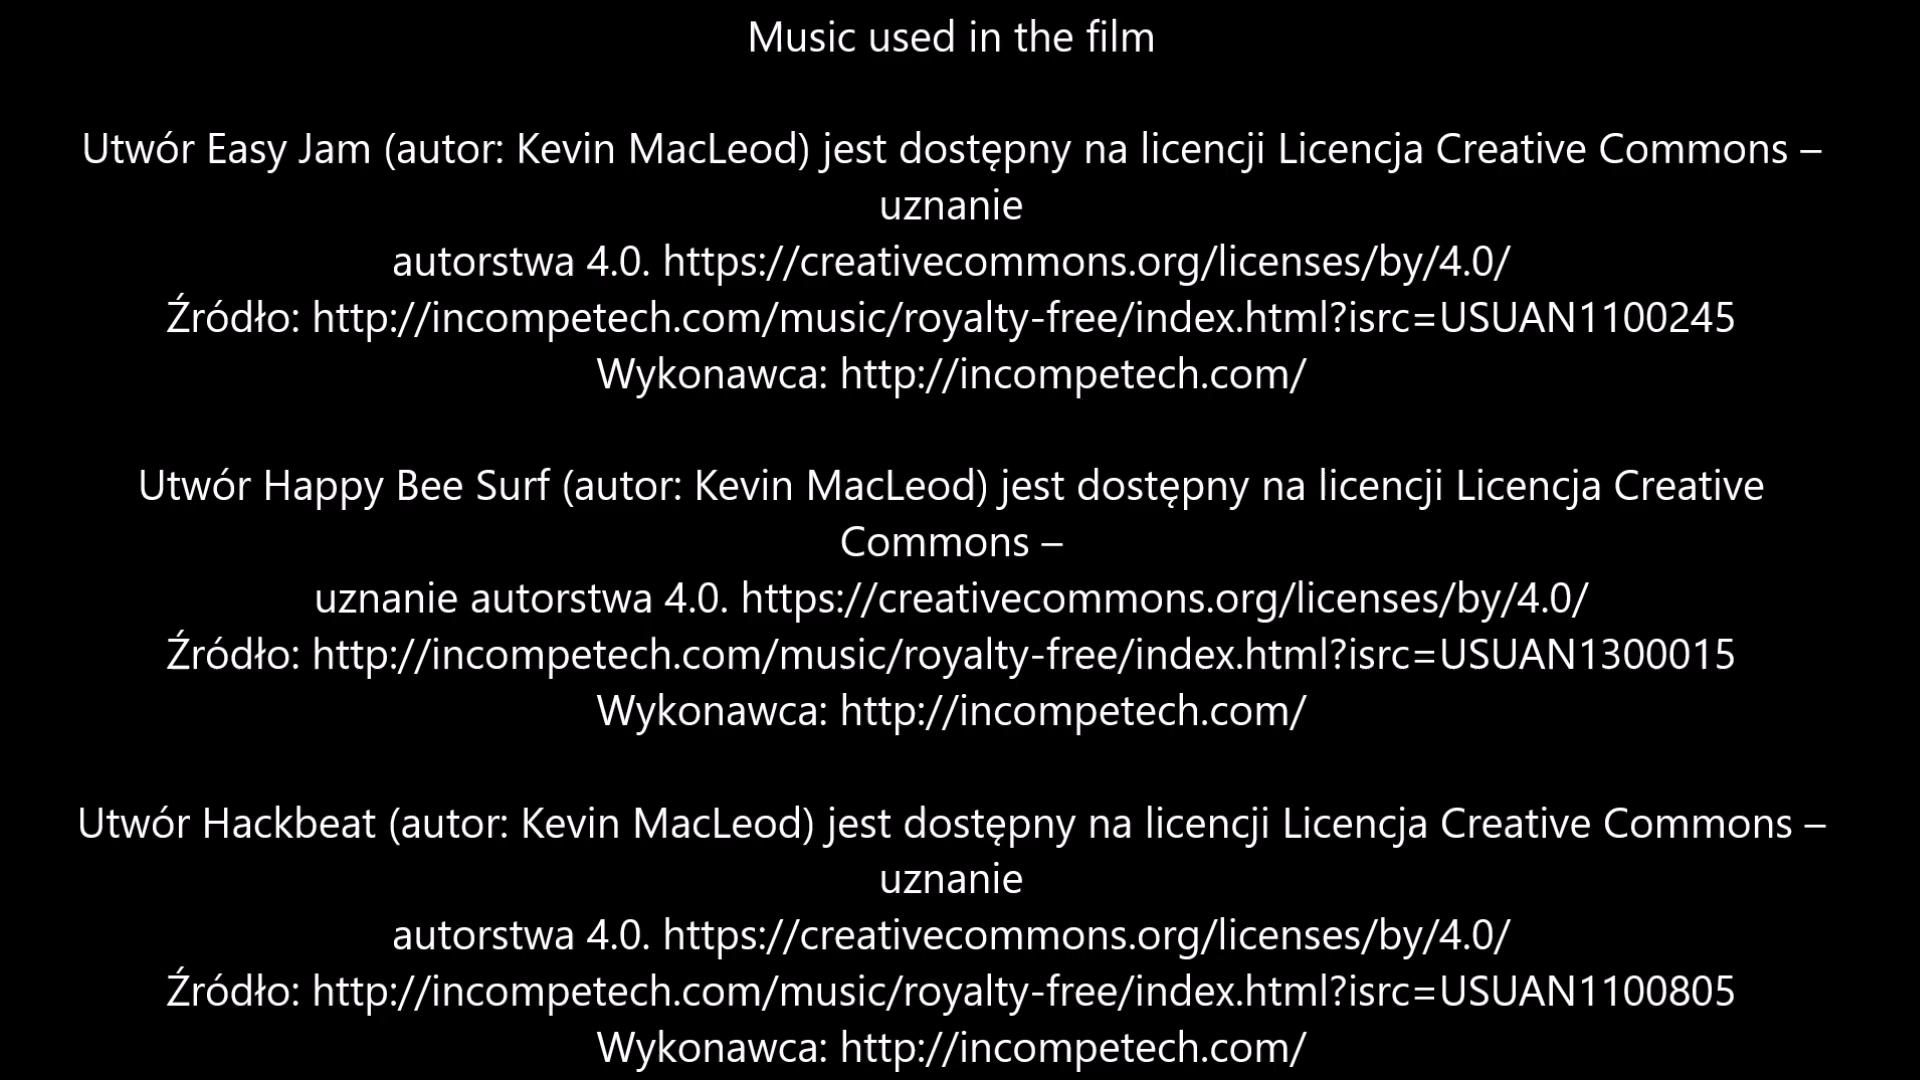 Music used in the film
Utwór Easy Jam (autor: Kevin MacLeod) jest dostępny na licencji Licencja Creative Commons –
uznanie
autorstwa 4.0. https://creativecommons.org/licenses/by/4.0/
Źródło: http://incompetech.com/music/royalty-free/index.html?isrc=USUAN1100245
Wykonawca: http://incompetech.com/
Utwór Happy Bee Surf (autor: Kevin MacLeod) jest dostępny na licencji Licencja Creative
Commons –
uznanie autorstwa 4.0. https://creativecommons.org/licenses/by/4.0/
Źródło: http://incompetech.com/music/royalty-free/index.html?isrc=USUAN1300015
Wykonawca: http://incompetech.com/
Utwór Hackbeat (autor: Kevin MacLeod) jest dostępny na licencji Licencja Creative Commons –
uznanie
autorstwa 4.0. https://creativecommons.org/licenses/by/4.0/
Źródło: http://incompetech.com/music/royalty-free/index.html?isrc=USUAN1100805
Wykonawca: http://incompetech.com/